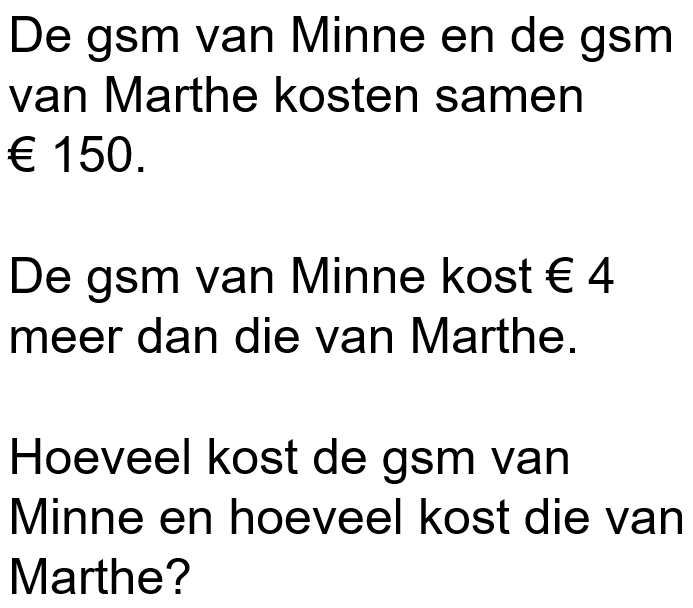 De gsm van Minne en de gsm
van Marthe kosten samen
€ 150.
De gsm van Minne kost € 4
meer dan die van Marthe.
Hoeveel kost de gsm van
Minne en hoeveel kost die van
Marthe?